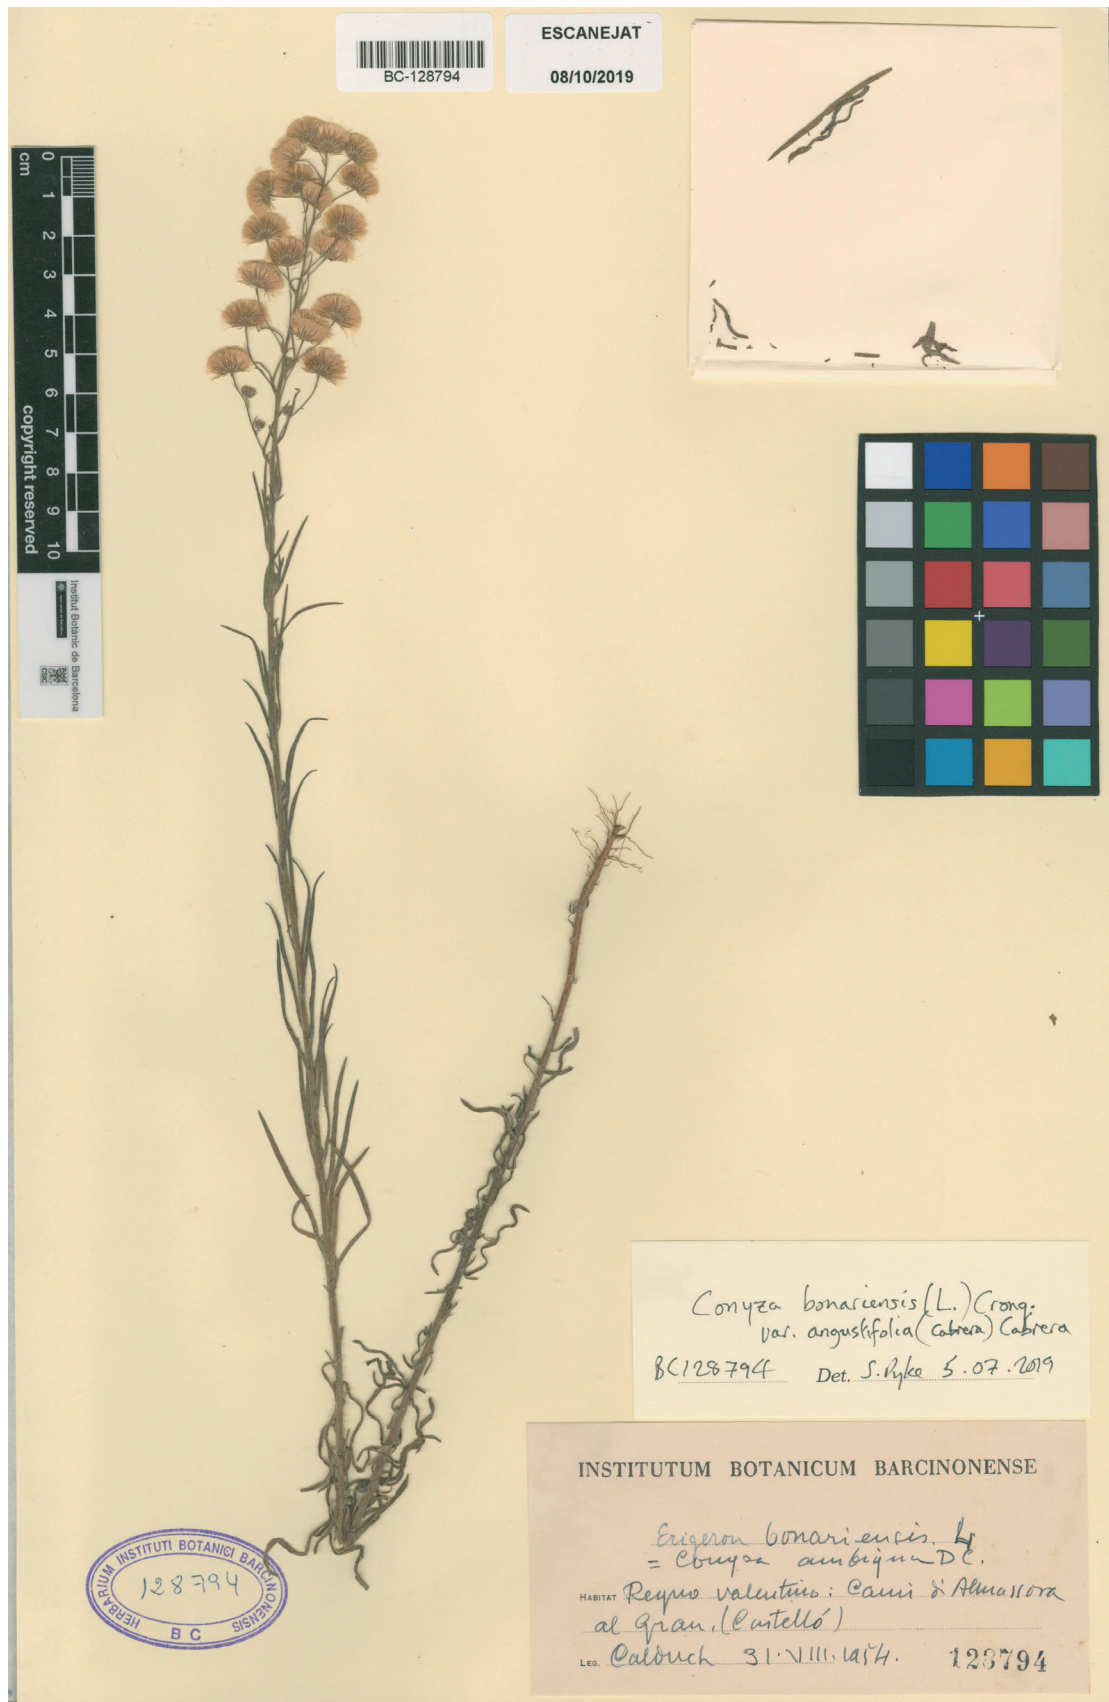 BC-128794
ESCANEJAT
08/10/2019
cm
0 1 2 3 4 5 6 7 8 9 10
copyright reserved
Institut Botànic de Barcelona
CSIC
Conyza bonariensis (L.) Cronq.
var. angustifolia (Cabrera) Cabrera
BC128794 Det. S. Pyke 5.07.2019
INSTITUTUM BOTANICUM BARCINONENSE
Erigeron bonariensis L.
= Conyza ambigua DC.
HABITAT Reyno valentino: Camí d'Almassora
al Grau. (Castelló)
LEG. Calduch 31.VIII.1954. 128794
HERBARIUM INSTITUTI BOTANICI BARCINONENSIS
128794
BC